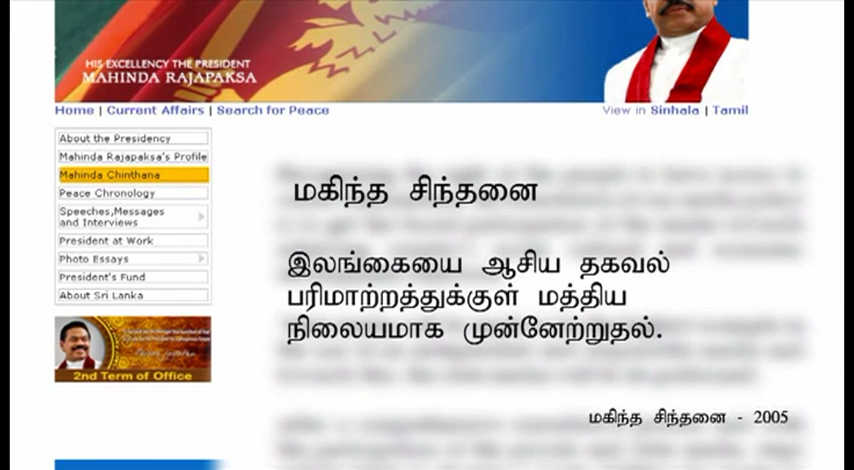 HIS EXCELLENCY THE PRESIDENT
MAHINDA RAJAPAKSA
Home | Current Affairs | Search for Peace
View in Sinhala | Tamil
About the Presidency
Mahinda Rajapaksa's Profile
Mahinda Chinthana
Peace Chronology
Speeches,Messages
and Interviews
President at Work
Photo Essays
President's Fund
About Sri Lanka
2nd Term of Office
மகிந்த சிந்தனை
இலங்கையை ஆசிய தகவல்
பரிமாற்றத்துக்குள் மத்திய
நிலையமாக முன்னேற்றுதல்.
மகிந்த சிந்தனை - 2005